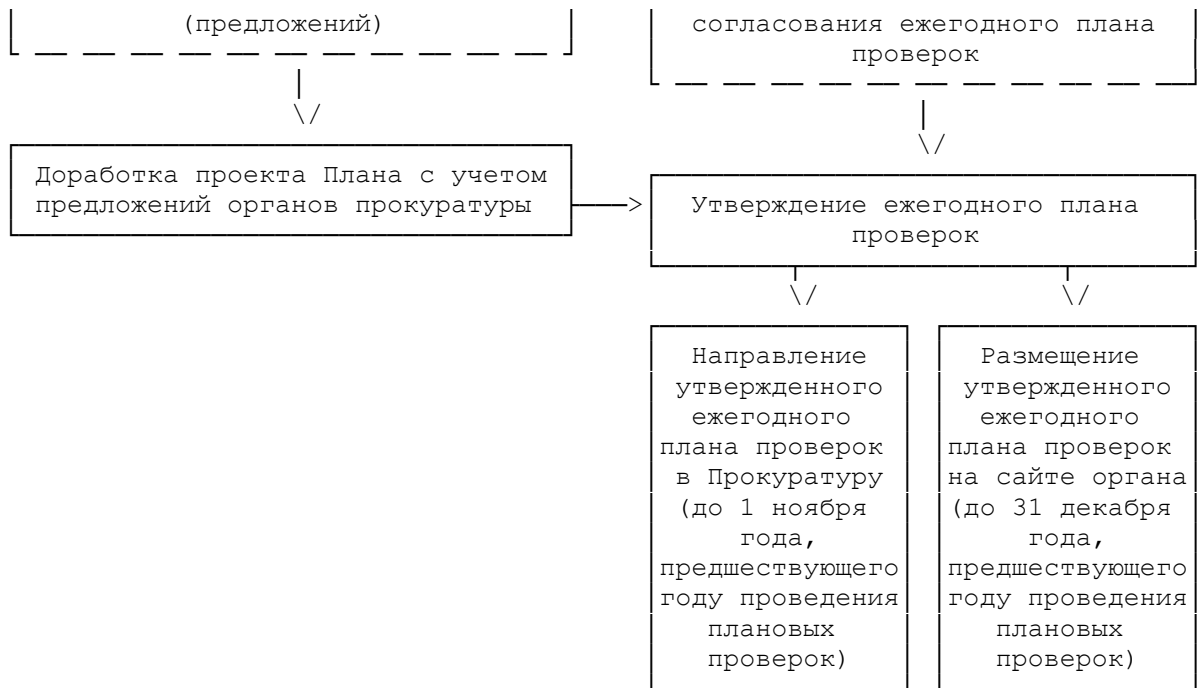 (предложений)
согласования ежегодного плана
проверок
Доработка проекта Плана с учетом
предложений органов прокуратуры
Утверждение ежегодного плана
проверок
Направление
утвержденного
ежегодного
плана проверок
в Прокуратуру
(до 1 ноября
года,
предшествующего
году проведения
плановых
проверок)
Размещение
утвержденного
ежегодного
плана проверок
на сайте органа
(до 31 декабря
года,
предшествующего
году проведения
плановых
проверок)